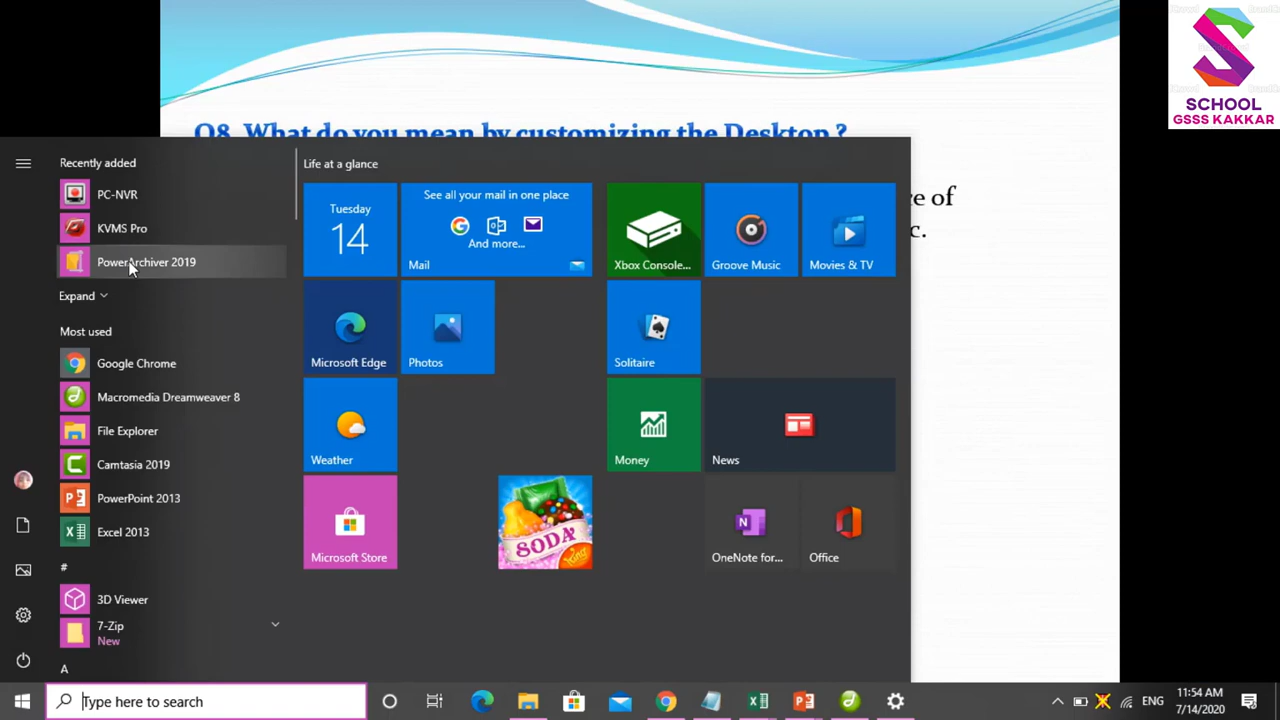 SCHOOL
GSSS KAKKAR
Q8. What do you mean by customizing the Desktop ?
ce of
c.
Recently added
PC-NVR
KVMS Pro
PowerArchiver 2019
Expand
Most used
Google Chrome
Macromedia Dreamweaver 8
File Explorer
Camtasia 2019
PowerPoint 2013
Excel 2013
#
3D Viewer
7-Zip
New
A
Life at a glance
Tuesday
14
See all your mail in one place
And more...
Mail
Xbox Console...
Groove Music
Movies & TV
Microsoft Edge
Photos
Solitaire
Weather
Money
News
Microsoft Store
SODA
King
OneNote for...
Office
Type here to search
ENG
11:54 AM
7/14/2020